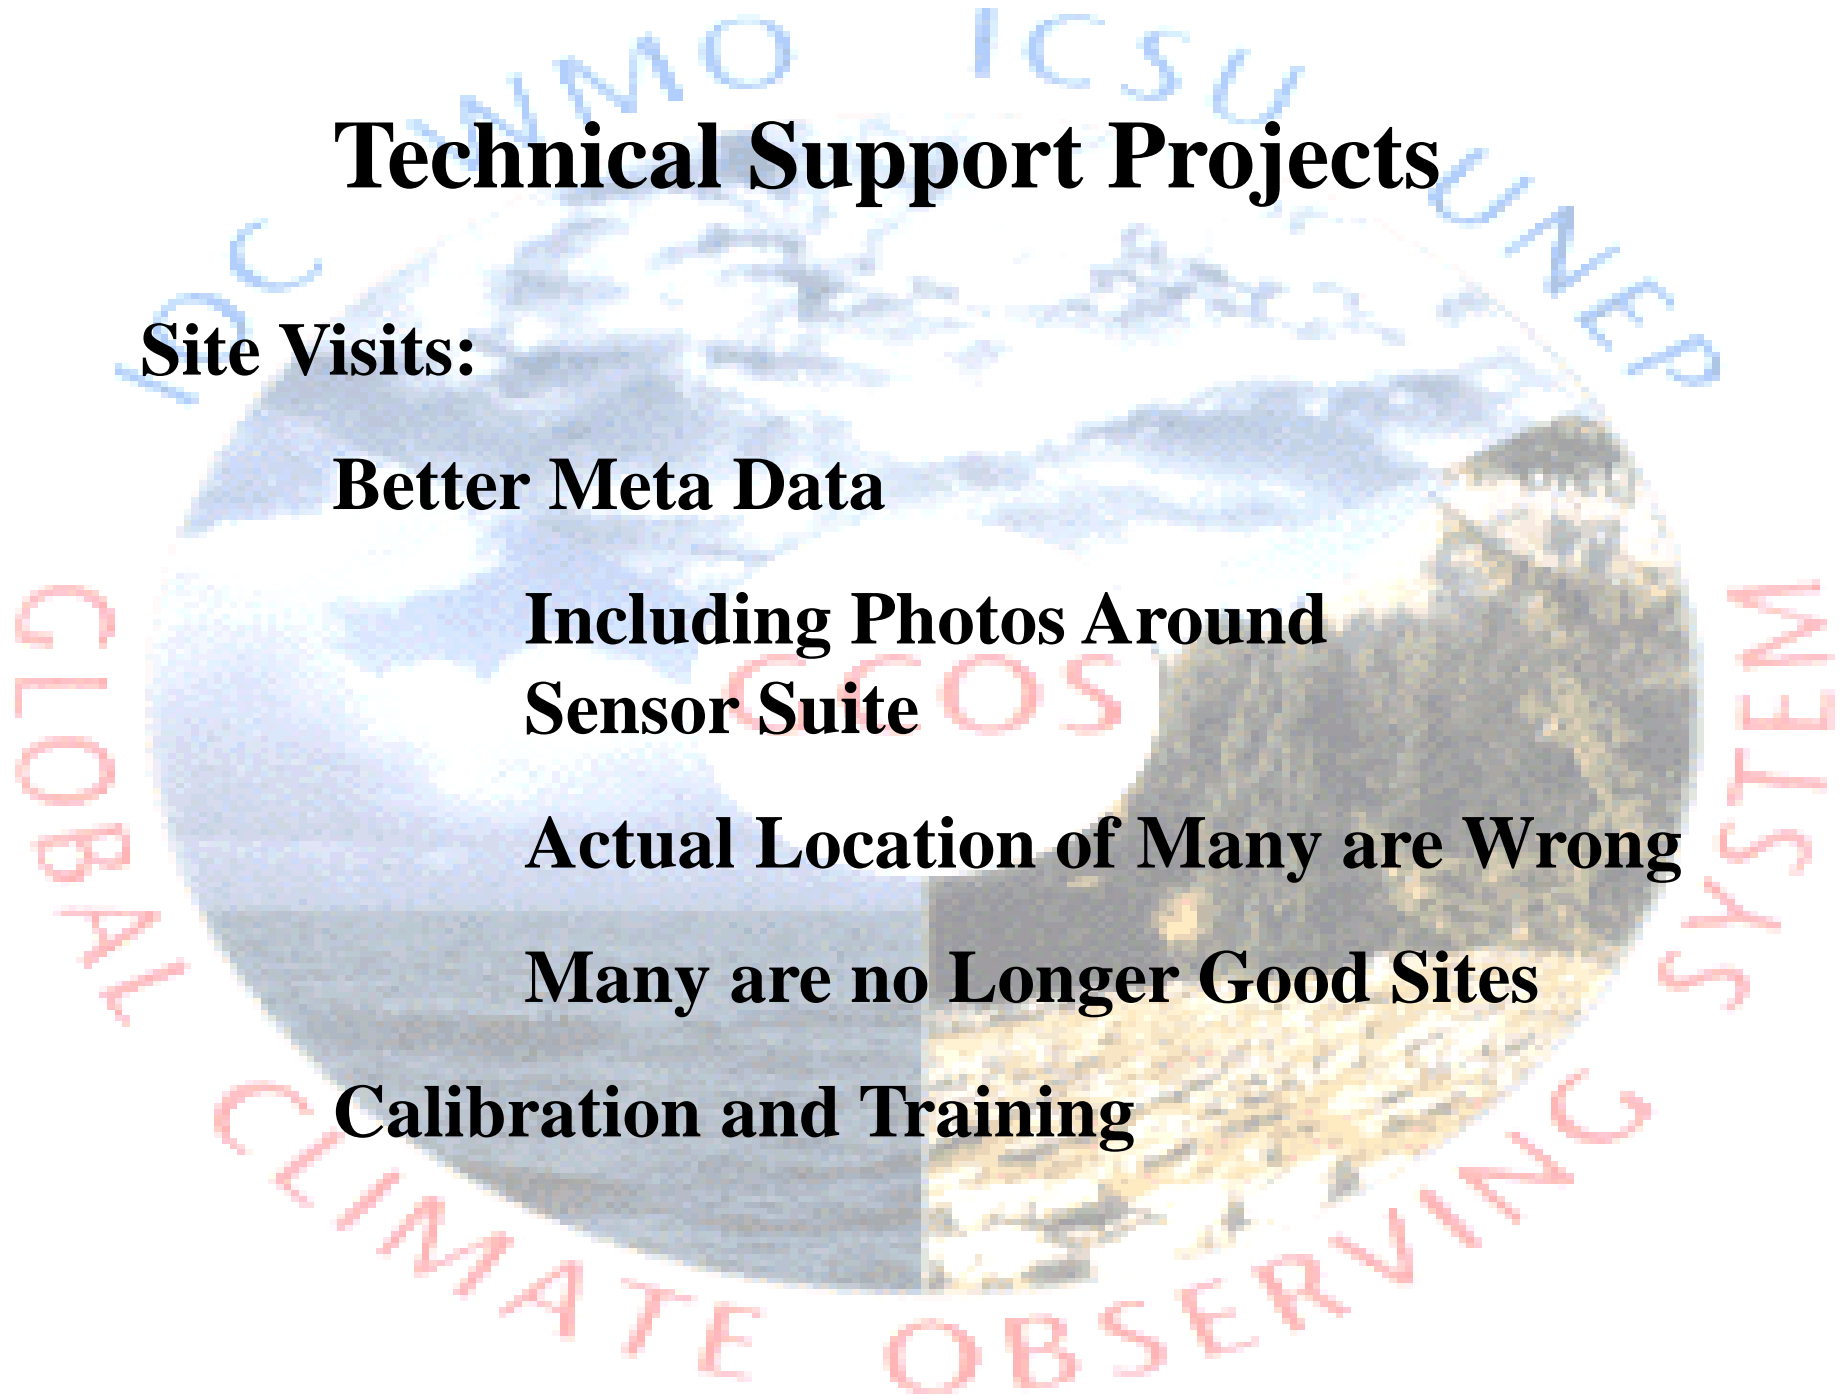 IOC WMO ICSU UNEP
Technical Support Projects
Site Visits:
Better Meta Data
Including Photos Around
Sensor Suite
Actual Location of Many are Wrong
Many are no Longer Good Sites
Calibration and Training
GCOS
GLOBAL CLIMATE OBSERVING SYSTEM